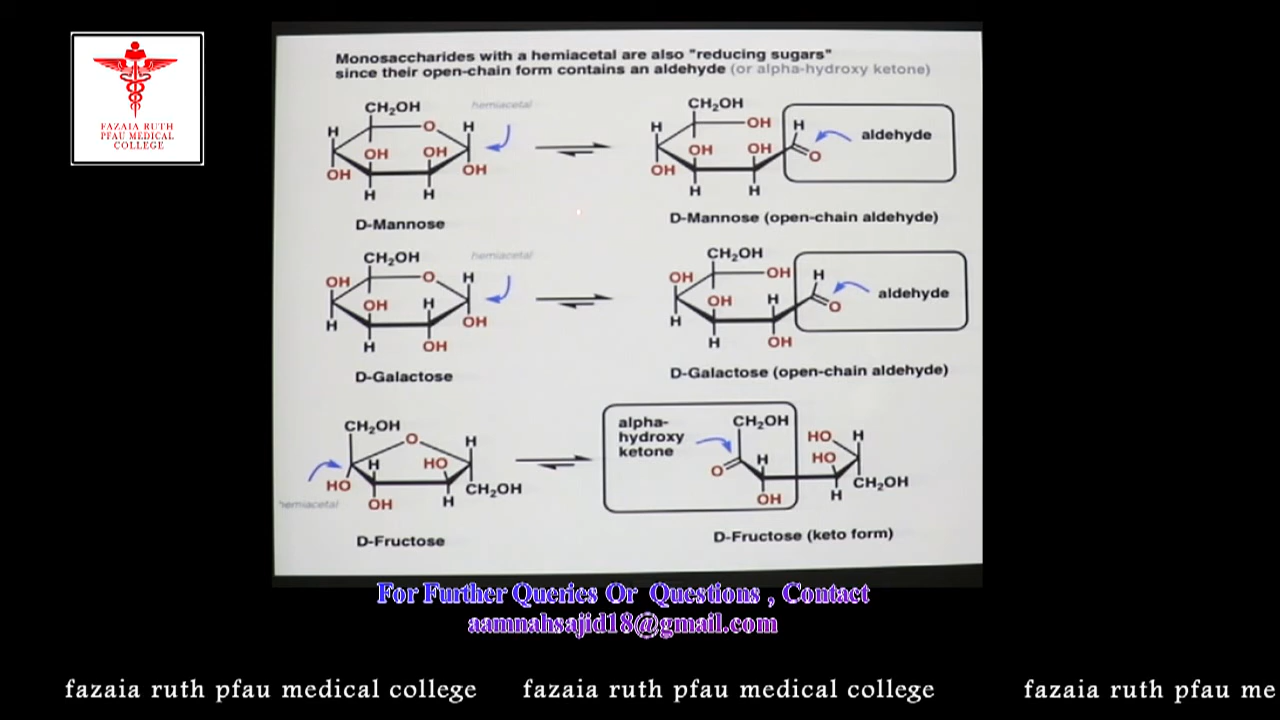 FAZAIA RUTH
PFAU MEDICAL
COLLEGE
Monosaccharides with a hemiacetal are also "reducing sugars"
since their open-chain form contains an aldehyde (or alpha-hydroxy ketone)
CH₂OH
hemiacetal
H
O
H
OH
OH
OH
OH
H
H
D-Mannose
CH₂OH
H
OH
H
aldehyde
OH
OH
O
OH
H
H
D-Mannose (open-chain aldehyde)
CH₂OH
hemiacetal
OH
O
H
OH
H
H
OH
H
OH
D-Galactose
CH₂OH
OH
OH
H
aldehyde
OH
H
O
H
H
OH
D-Galactose (open-chain aldehyde)
CH₂OH
O
H
H
HO
HO
CH₂OH
hemiacetal
OH
H
D-Fructose
alpha-
hydroxy
ketone
CH₂OH
HO
H
H
HO
O
CH₂OH
OH
H
D-Fructose (keto form)
For Further Queries Or Questions , Contact
aamnahsajid18@gmail.com
fazaia ruth pfau medical college fazaia ruth pfau medical college fazaia ruth pfau me